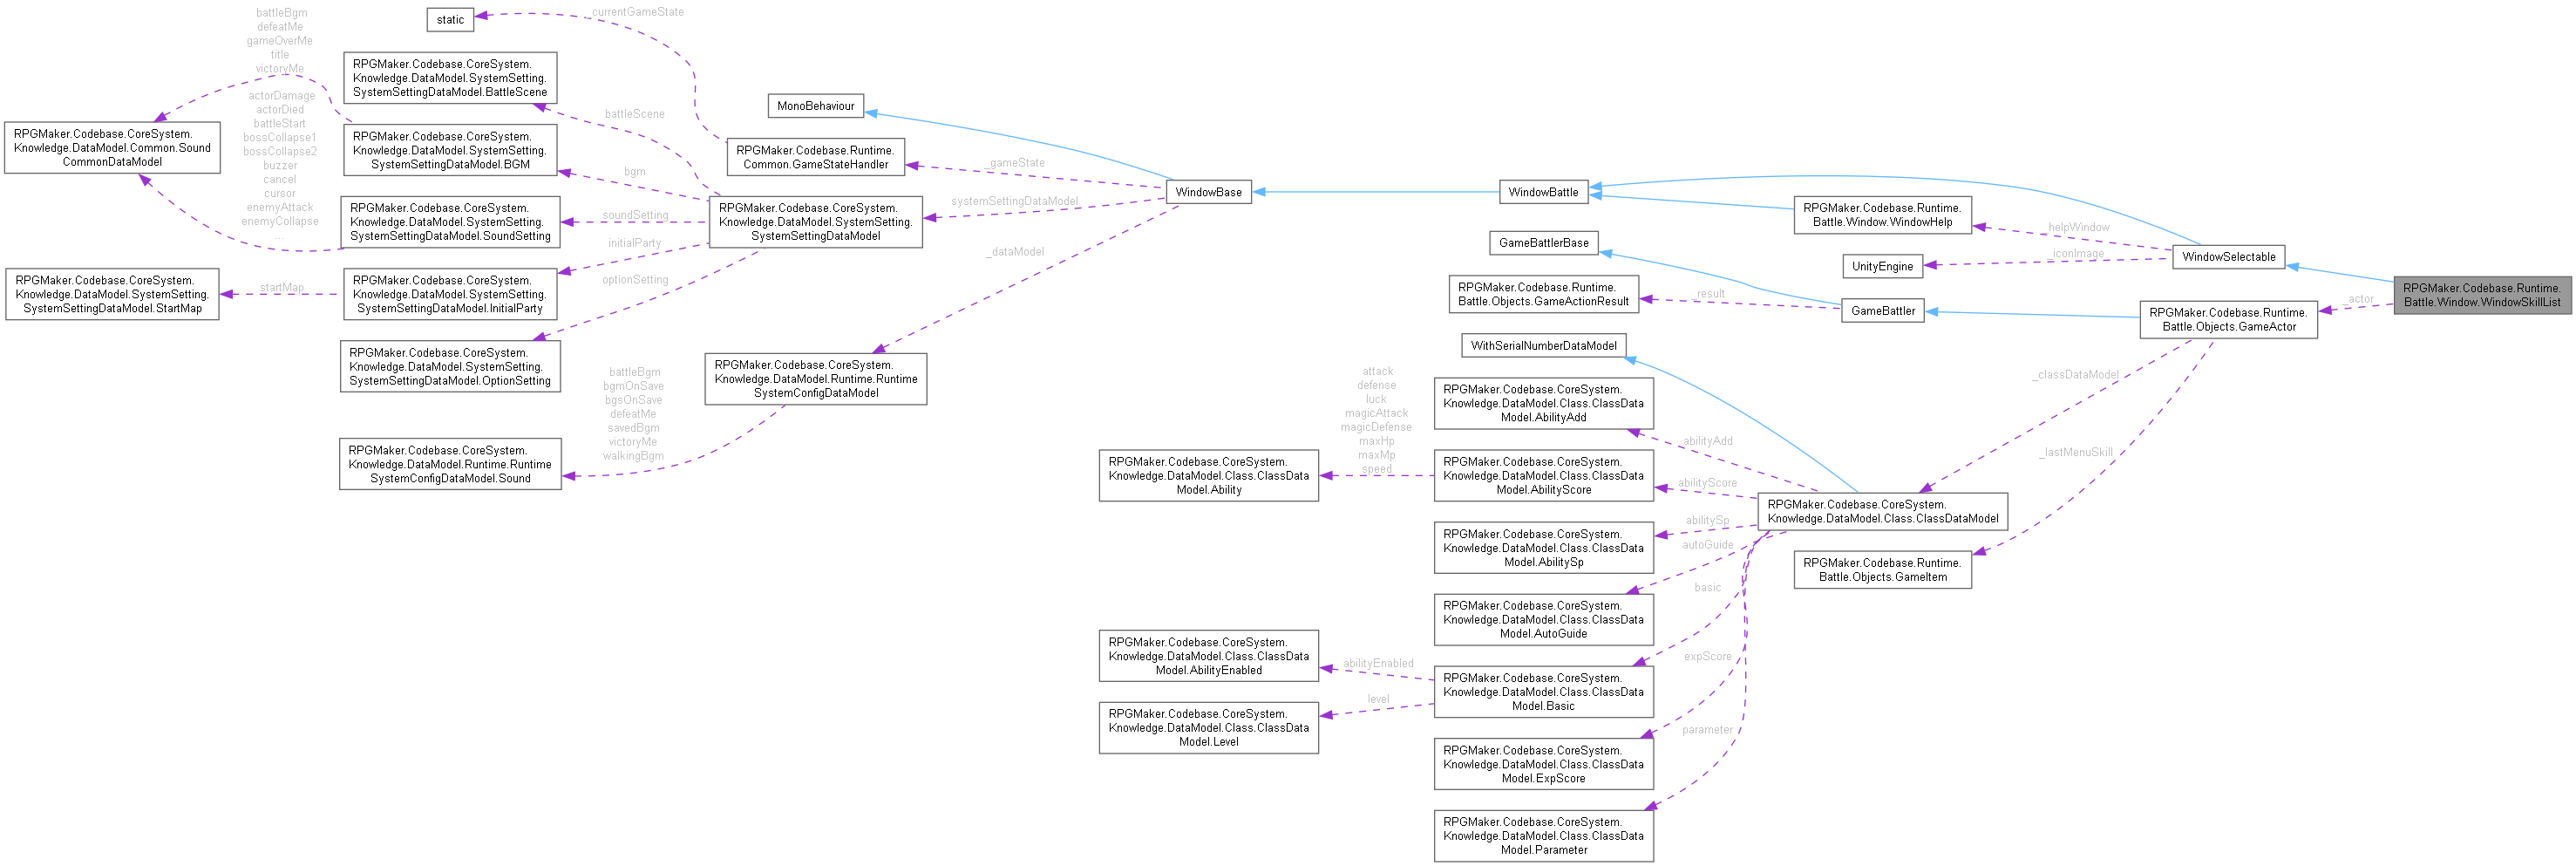 battleBgm
defeatMe
gameOverMe
title
victoryMe
actorDamage
actorDied
battleStart
bossCollapse1
bossCollapse2
buzzer
cancel
cursor
enemyAttack
enemyCollapse
...
RPGMaker.Codebase.CoreSystem.
Knowledge.DataModel.Common.Sound
CommonDataModel
RPGMaker.Codebase.CoreSystem.
Knowledge.DataModel.SystemSetting.
SystemSettingDataModel.StartMap
startMap
static
_currentGameState
RPGMaker.Codebase.CoreSystem.
Knowledge.DataModel.SystemSetting.
SystemSettingDataModel.BattleScene
RPGMaker.Codebase.CoreSystem.
Knowledge.DataModel.SystemSetting.
SystemSettingDataModel.BGM
RPGMaker.Codebase.CoreSystem.
Knowledge.DataModel.SystemSetting.
SystemSettingDataModel.SoundSetting
RPGMaker.Codebase.CoreSystem.
Knowledge.DataModel.SystemSetting.
SystemSettingDataModel.InitialParty
RPGMaker.Codebase.CoreSystem.
Knowledge.DataModel.SystemSetting.
SystemSettingDataModel.OptionSetting
RPGMaker.Codebase.CoreSystem.
Knowledge.DataModel.Runtime.Runtime
SystemConfigDataModel.Sound
battleScene
bgm
soundSetting
initialParty
optionSetting
battleBgm
bgmOnSave
bgsOnSave
defeatMe
savedBgm
victoryMe
walkingBgm
MonoBehaviour
RPGMaker.Codebase.Runtime.
Common.GameStateHandler
RPGMaker.Codebase.CoreSystem.
Knowledge.DataModel.SystemSetting.
SystemSettingDataModel
RPGMaker.Codebase.CoreSystem.
Knowledge.DataModel.Runtime.Runtime
SystemConfigDataModel
_gameState
systemSettingDataModel
_dataModel
WindowBase
WindowBattle
GameBattlerBase
RPGMaker.Codebase.Runtime.
Battle.Objects.GameActionResult
WithSerialNumberDataModel
attack
defense
luck
magicAttack
magicDefense
maxHp
maxMp
speed
RPGMaker.Codebase.CoreSystem.
Knowledge.DataModel.Class.ClassData
Model.Ability
RPGMaker.Codebase.CoreSystem.
Knowledge.DataModel.Class.ClassData
Model.AbilityEnabled
RPGMaker.Codebase.CoreSystem.
Knowledge.DataModel.Class.ClassData
Model.Level
abilityEnabled
level
RPGMaker.Codebase.CoreSystem.
Knowledge.DataModel.Class.ClassData
Model.AbilityAdd
RPGMaker.Codebase.CoreSystem.
Knowledge.DataModel.Class.ClassData
Model.AbilityScore
RPGMaker.Codebase.CoreSystem.
Knowledge.DataModel.Class.ClassData
Model.AbilitySp
RPGMaker.Codebase.CoreSystem.
Knowledge.DataModel.Class.ClassData
Model.AutoGuide
RPGMaker.Codebase.CoreSystem.
Knowledge.DataModel.Class.ClassData
Model.Basic
RPGMaker.Codebase.CoreSystem.
Knowledge.DataModel.Class.ClassData
Model.ExpScore
RPGMaker.Codebase.CoreSystem.
Knowledge.DataModel.Class.ClassData
Model.Parameter
_result
abilityAdd
abilityScore
abilitySp
autoGuide
basic
expScore
parameter
RPGMaker.Codebase.Runtime.
Battle.Window.WindowHelp
UnityEngine
GameBattler
RPGMaker.Codebase.CoreSystem.
Knowledge.DataModel.Class.ClassDataModel
RPGMaker.Codebase.Runtime.
Battle.Objects.GameItem
_helpWindow
_iconImage
_classDataModel
_lastMenuSkill
WindowSelectable
RPGMaker.Codebase.Runtime.
Battle.Objects.GameActor
_actor
RPGMaker.Codebase.Runtime.
Battle.Window.WindowSkillList